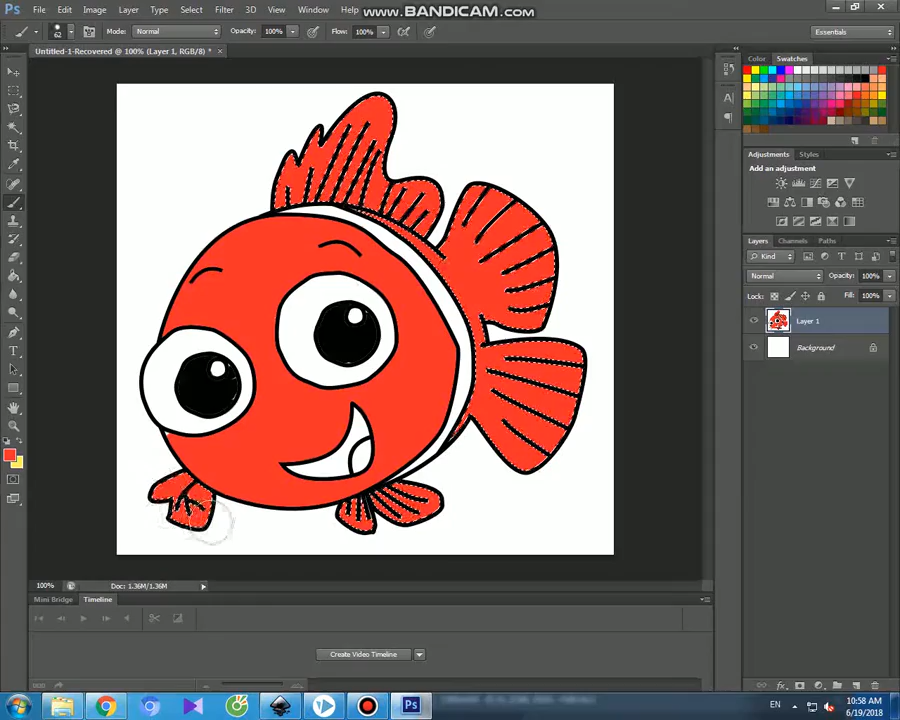 Ps File Edit Image Layer Type Select Filter 3D View Window Help www.BANDICAM.com
62 Mode: Normal Opacity: 100% Flow: 100% Essentials
Untitled-1-Recovered @ 100% (Layer 1, RGB/8) * ×
Color Swatches
Adjustments Styles
Add an adjustment
Layers Channels Paths
Kind
Normal Opacity: 100%
Lock: Fill: 100%
Layer 1
Background
T
100% Doc: 1.36M/1.36M
Mini Bridge Timeline
Create Video Timeline
fx
Ps EN 10:58 AM
6/19/2018